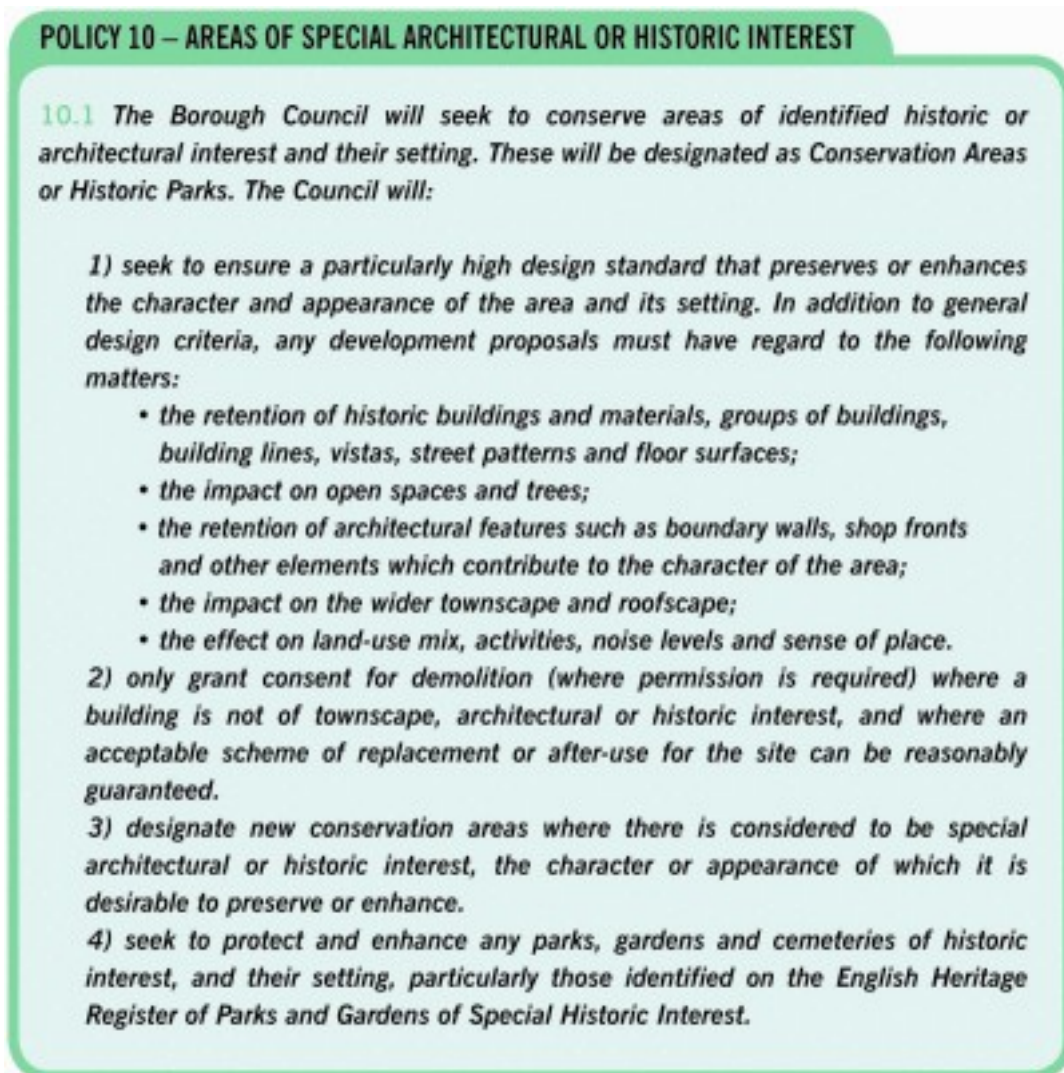 POLICY 10 – AREAS OF SPECIAL ARCHITECTURAL OR HISTORIC INTEREST
10.1 The Borough Council will seek to conserve areas of identified historic or
architectural interest and their setting. These will be designated as Conservation Areas
or Historic Parks. The Council will:
1) seek to ensure a particularly high design standard that preserves or enhances
the character and appearance of the area and its setting. In addition to general
design criteria, any development proposals must have regard to the following
matters:
• the retention of historic buildings and materials, groups of buildings,
building lines, vistas, street patterns and floor surfaces;
• the impact on open spaces and trees;
• the retention of architectural features such as boundary walls, shop fronts
and other elements which contribute to the character of the area;
• the impact on the wider townscape and roofscape;
• the effect on land-use mix, activities, noise levels and sense of place.
2) only grant consent for demolition (where permission is required) where a
building is not of townscape, architectural or historic interest, and where an
acceptable scheme of replacement or after-use for the site can be reasonably
guaranteed.
3) designate new conservation areas where there is considered to be special
architectural or historic interest, the character or appearance of which it is
desirable to preserve or enhance.
4) seek to protect and enhance any parks, gardens and cemeteries of historic
interest, and their setting, particularly those identified on the English Heritage
Register of Parks and Gardens of Special Historic Interest.